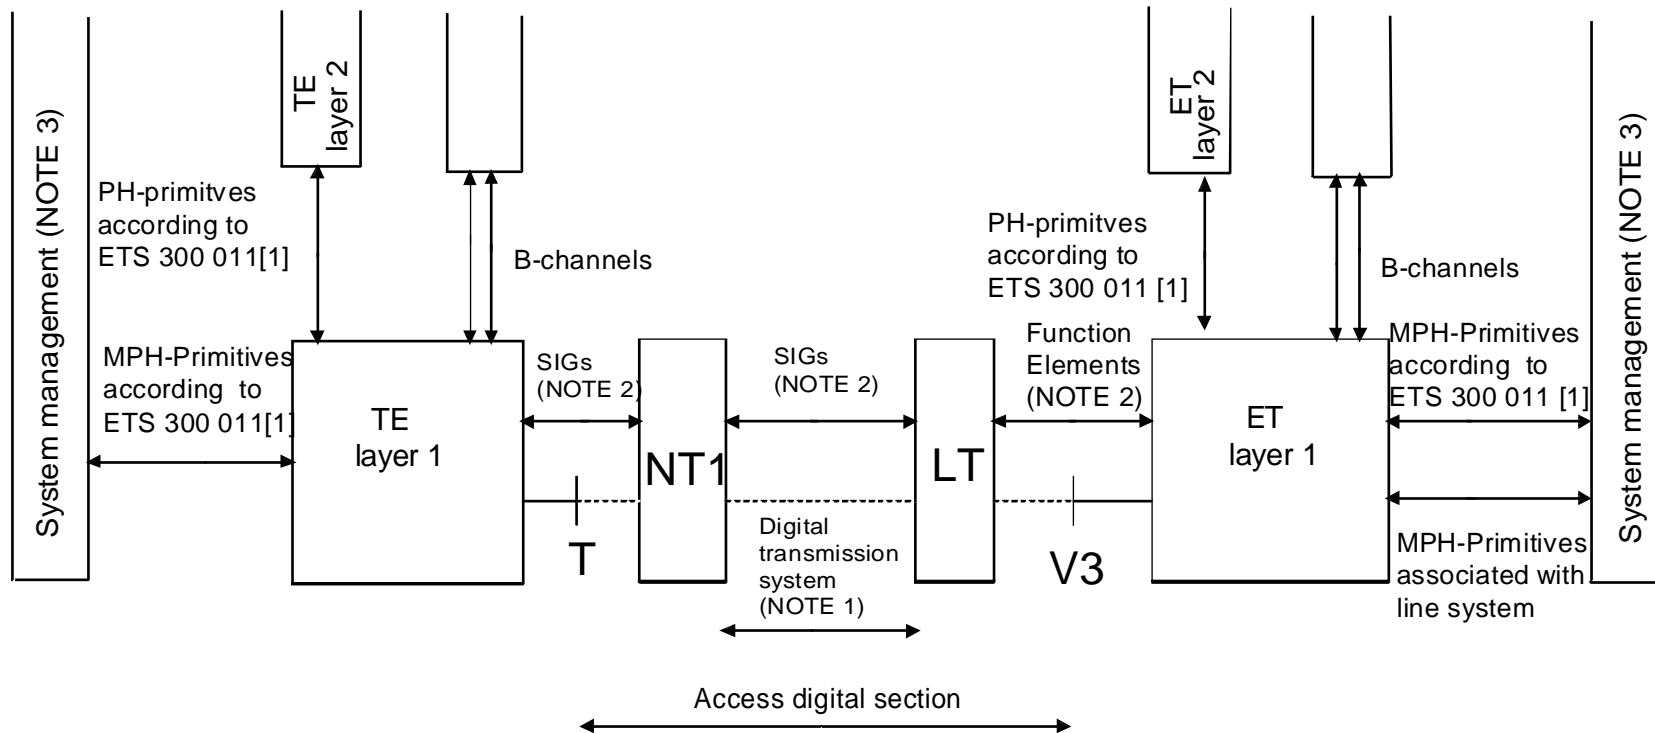 System management (NOTE 3)
TE
layer 2
PH-primitves
according to
ETS 300 011[1]
B-channels
MPH-Primitives
according to
ETS 300 011[1]
TE
layer 1
SIGs
(NOTE 2)
T
NT1
SIGs
(NOTE 2)
Digital
transmission
system
(NOTE 1)
LT
Function
Elements
(NOTE 2)
V3
ET
layer 2
PH-primitves
according to
ETS 300 011 [1]
B-channels
ET
layer 1
MPH-Primitives
according to
ETS 300 011 [1]
MPH-Primitives
associated with
line system
System management (NOTE 3)
Access digital section